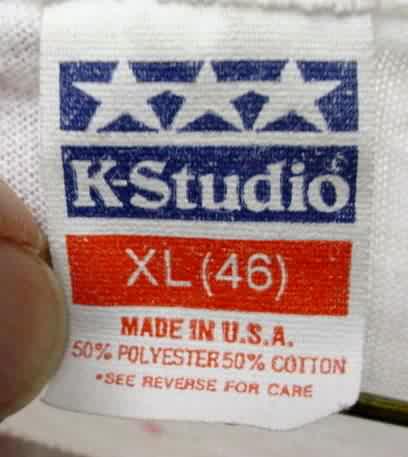 K-Studio
XL (46)
MADE IN U.S.A.
50% POLYESTER 50% COTTON
*SEE REVERSE FOR CARE